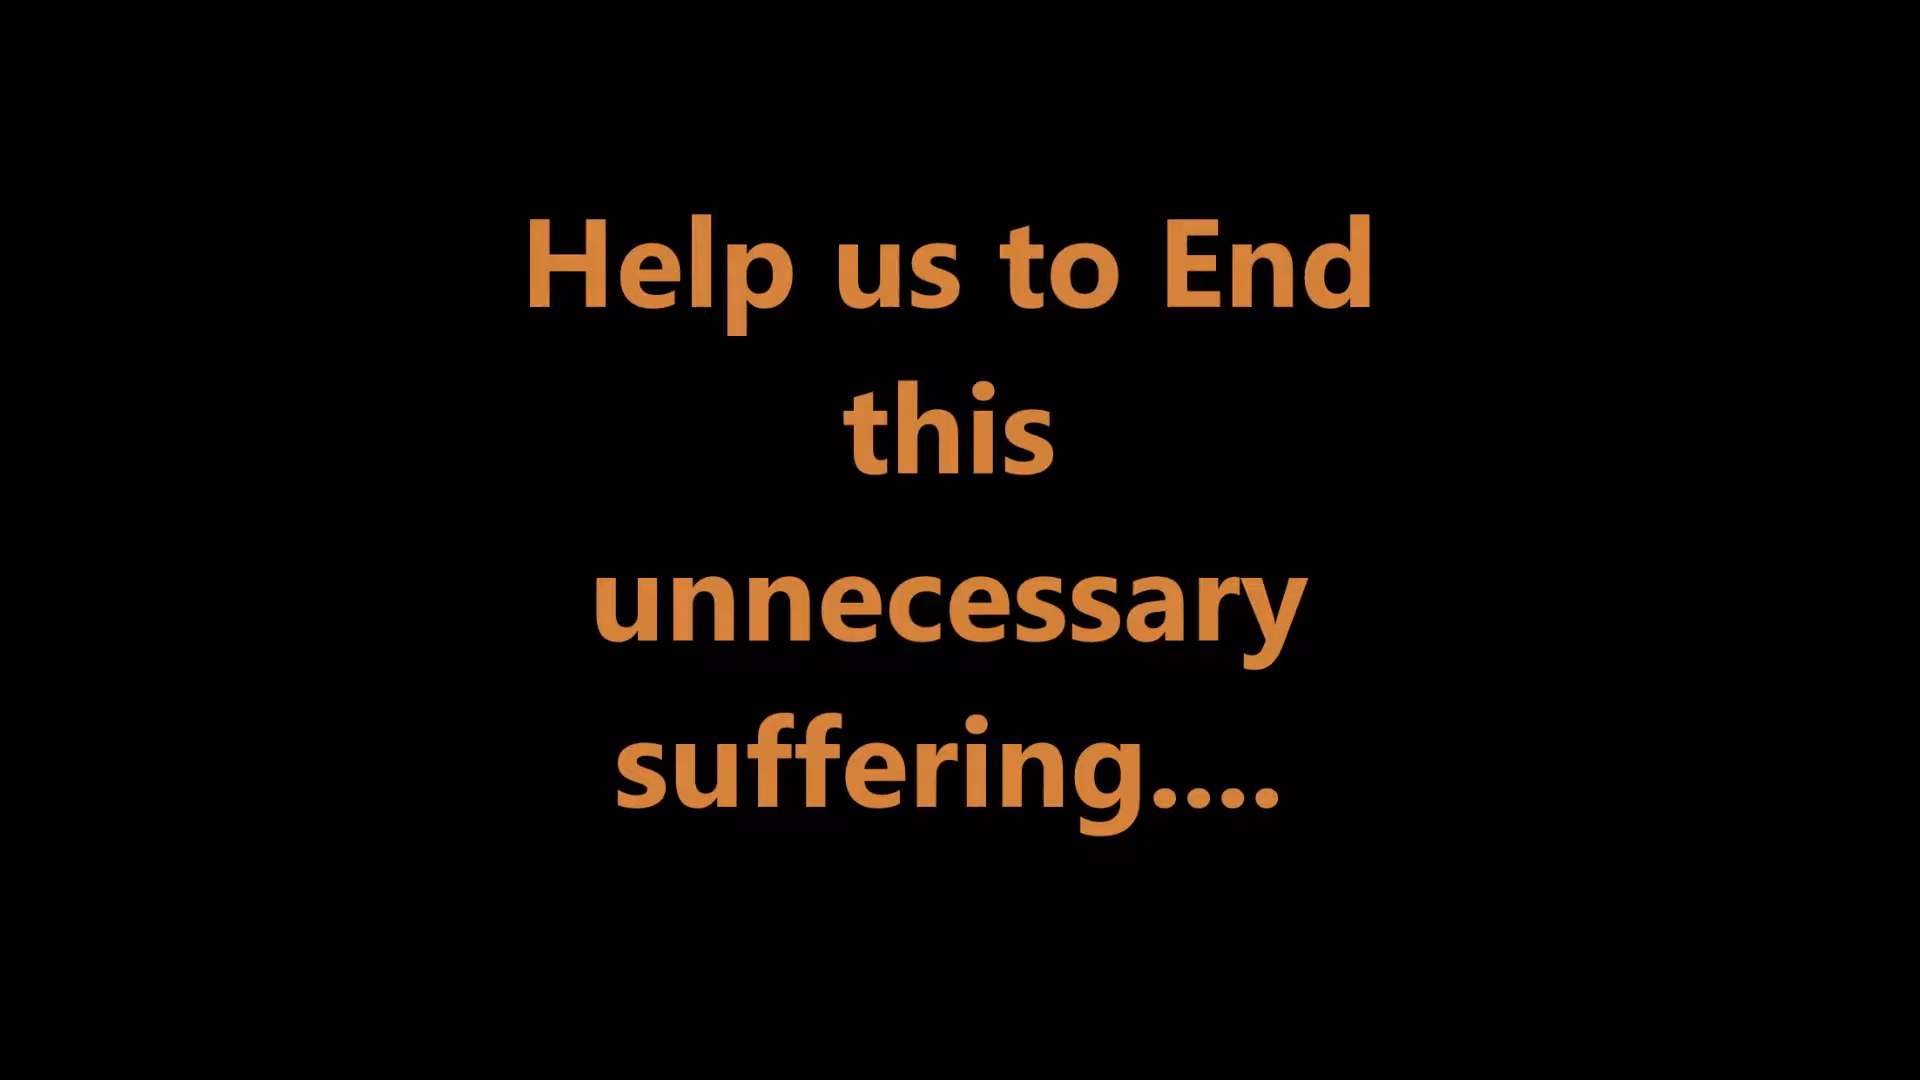 Help us to End
this
unnecessary
suffering....